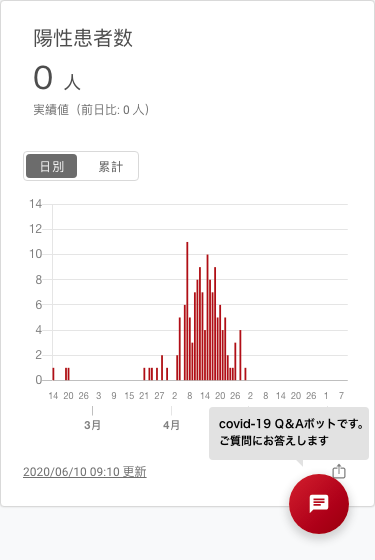 陽性患者数
0 人
実績値（前日比: 0 人）
日別 累計
14
12
10
8
6
4
2
0
14 20 26 3 9 15 21 27 2 8 14 20 26 2 8 14 20 26 1 7
3月 4月
covid-19 Q&Aボットです。
ご質問にお答えします
2020/06/10 09:10 更新